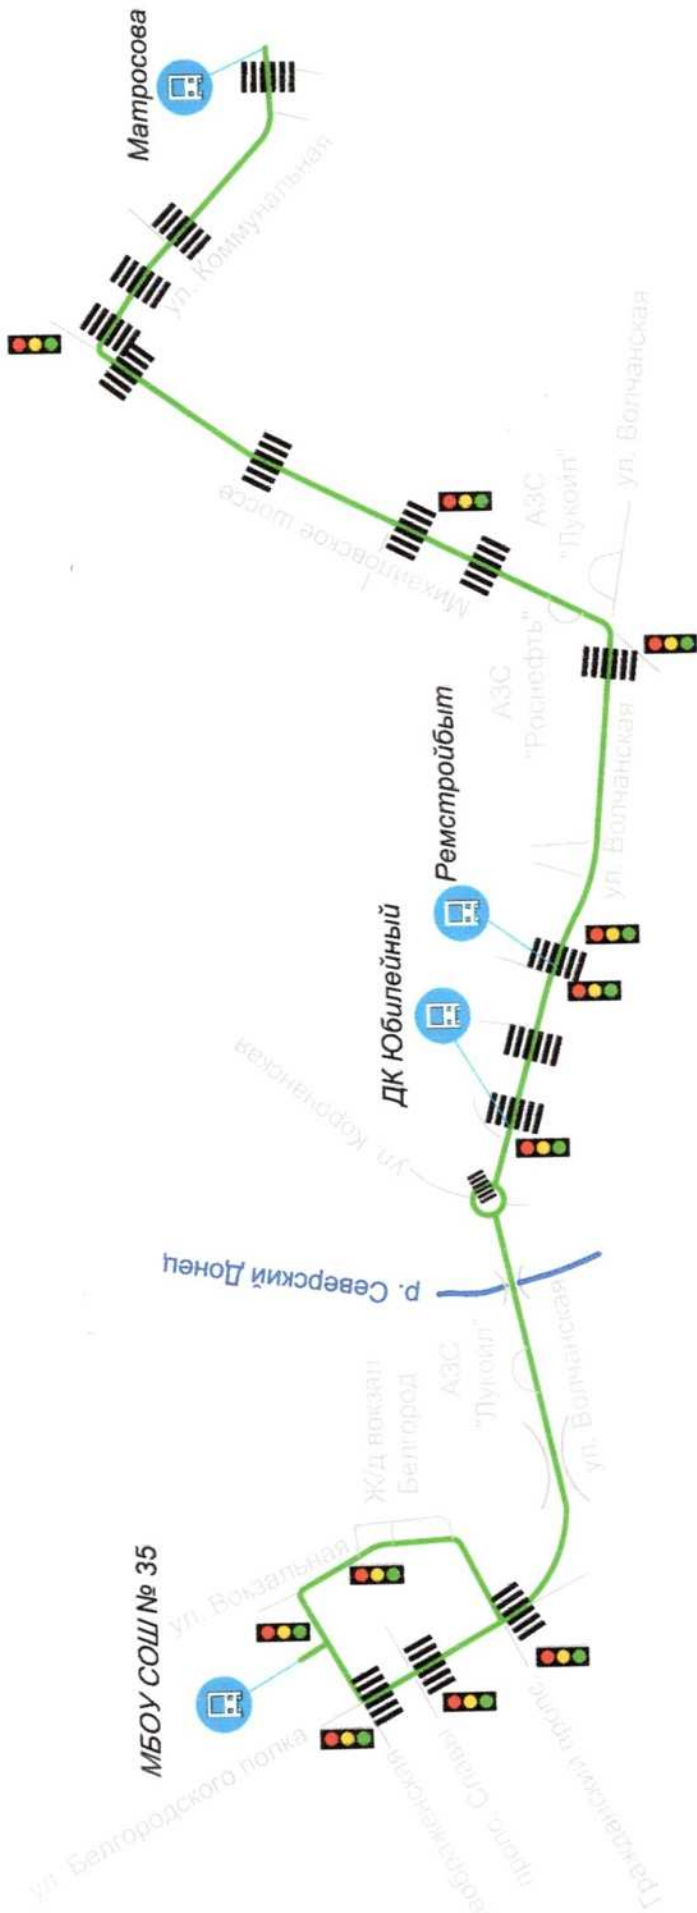 Матросова
ул. Коммунальная
Михайловское шоссе
АЗС
"Лукойл"
ул. Волчанская
АЗС
"Роснефть"
ул. Волчанская
Ремстройбыт
ДК Юбилейный
ул. Корочанская
р. Северский Донец
АЗС
"Лукойл"
ул. Волчанская
Ж/д вокзал
Белгород
ул. Вокзальная
МБОУ СОШ № 35
ул. Белгородского полка
еображенская
просп. Славы
Гражданский просп